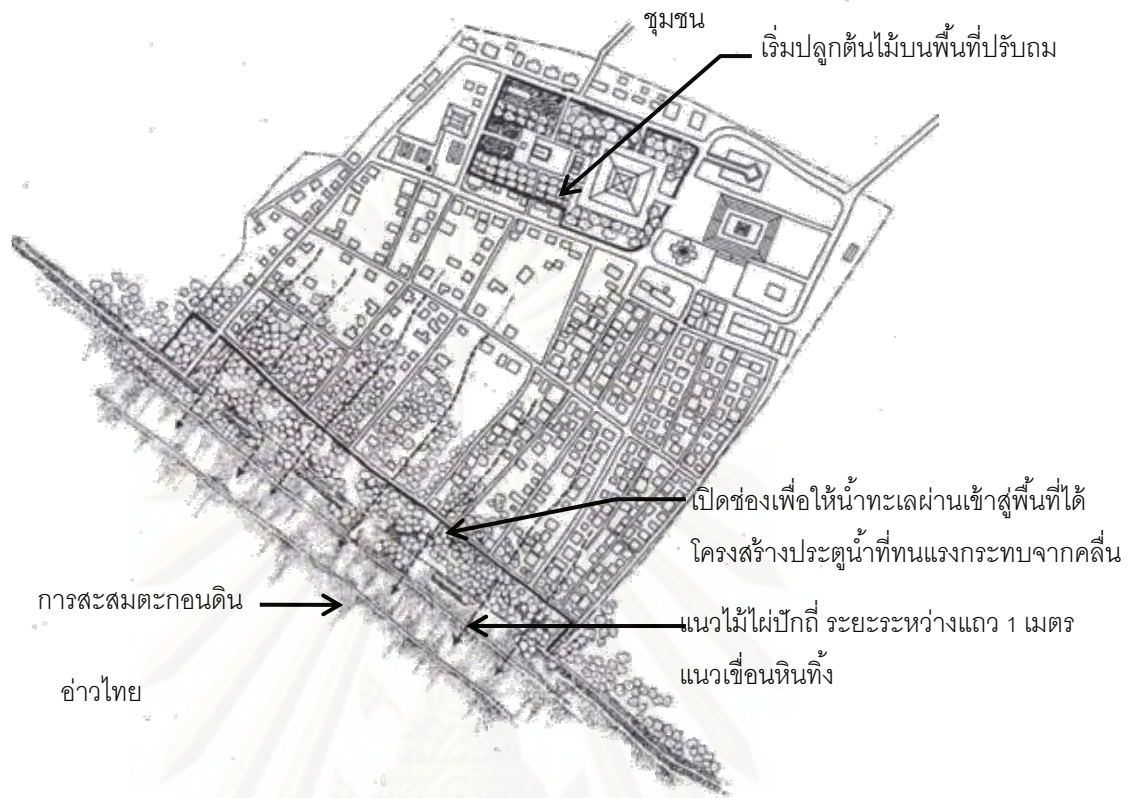 ชุมชน
เริ่มปลูกต้นไม้บนพื้นที่ปรับถม
เปิดช่องเพื่อให้น้ำทะเลผ่านเข้าสู่พื้นที่ได้
โครงสร้างประตูน้ำที่ทนแรงกระทบจากคลื่น
การสะสมตะกอนดิน
แนวไม้ไผ่ปักถี่ ระยะระหว่างแถว 1 เมตร
แนวเขื่อนหินทิ้ง
อ่าวไทย